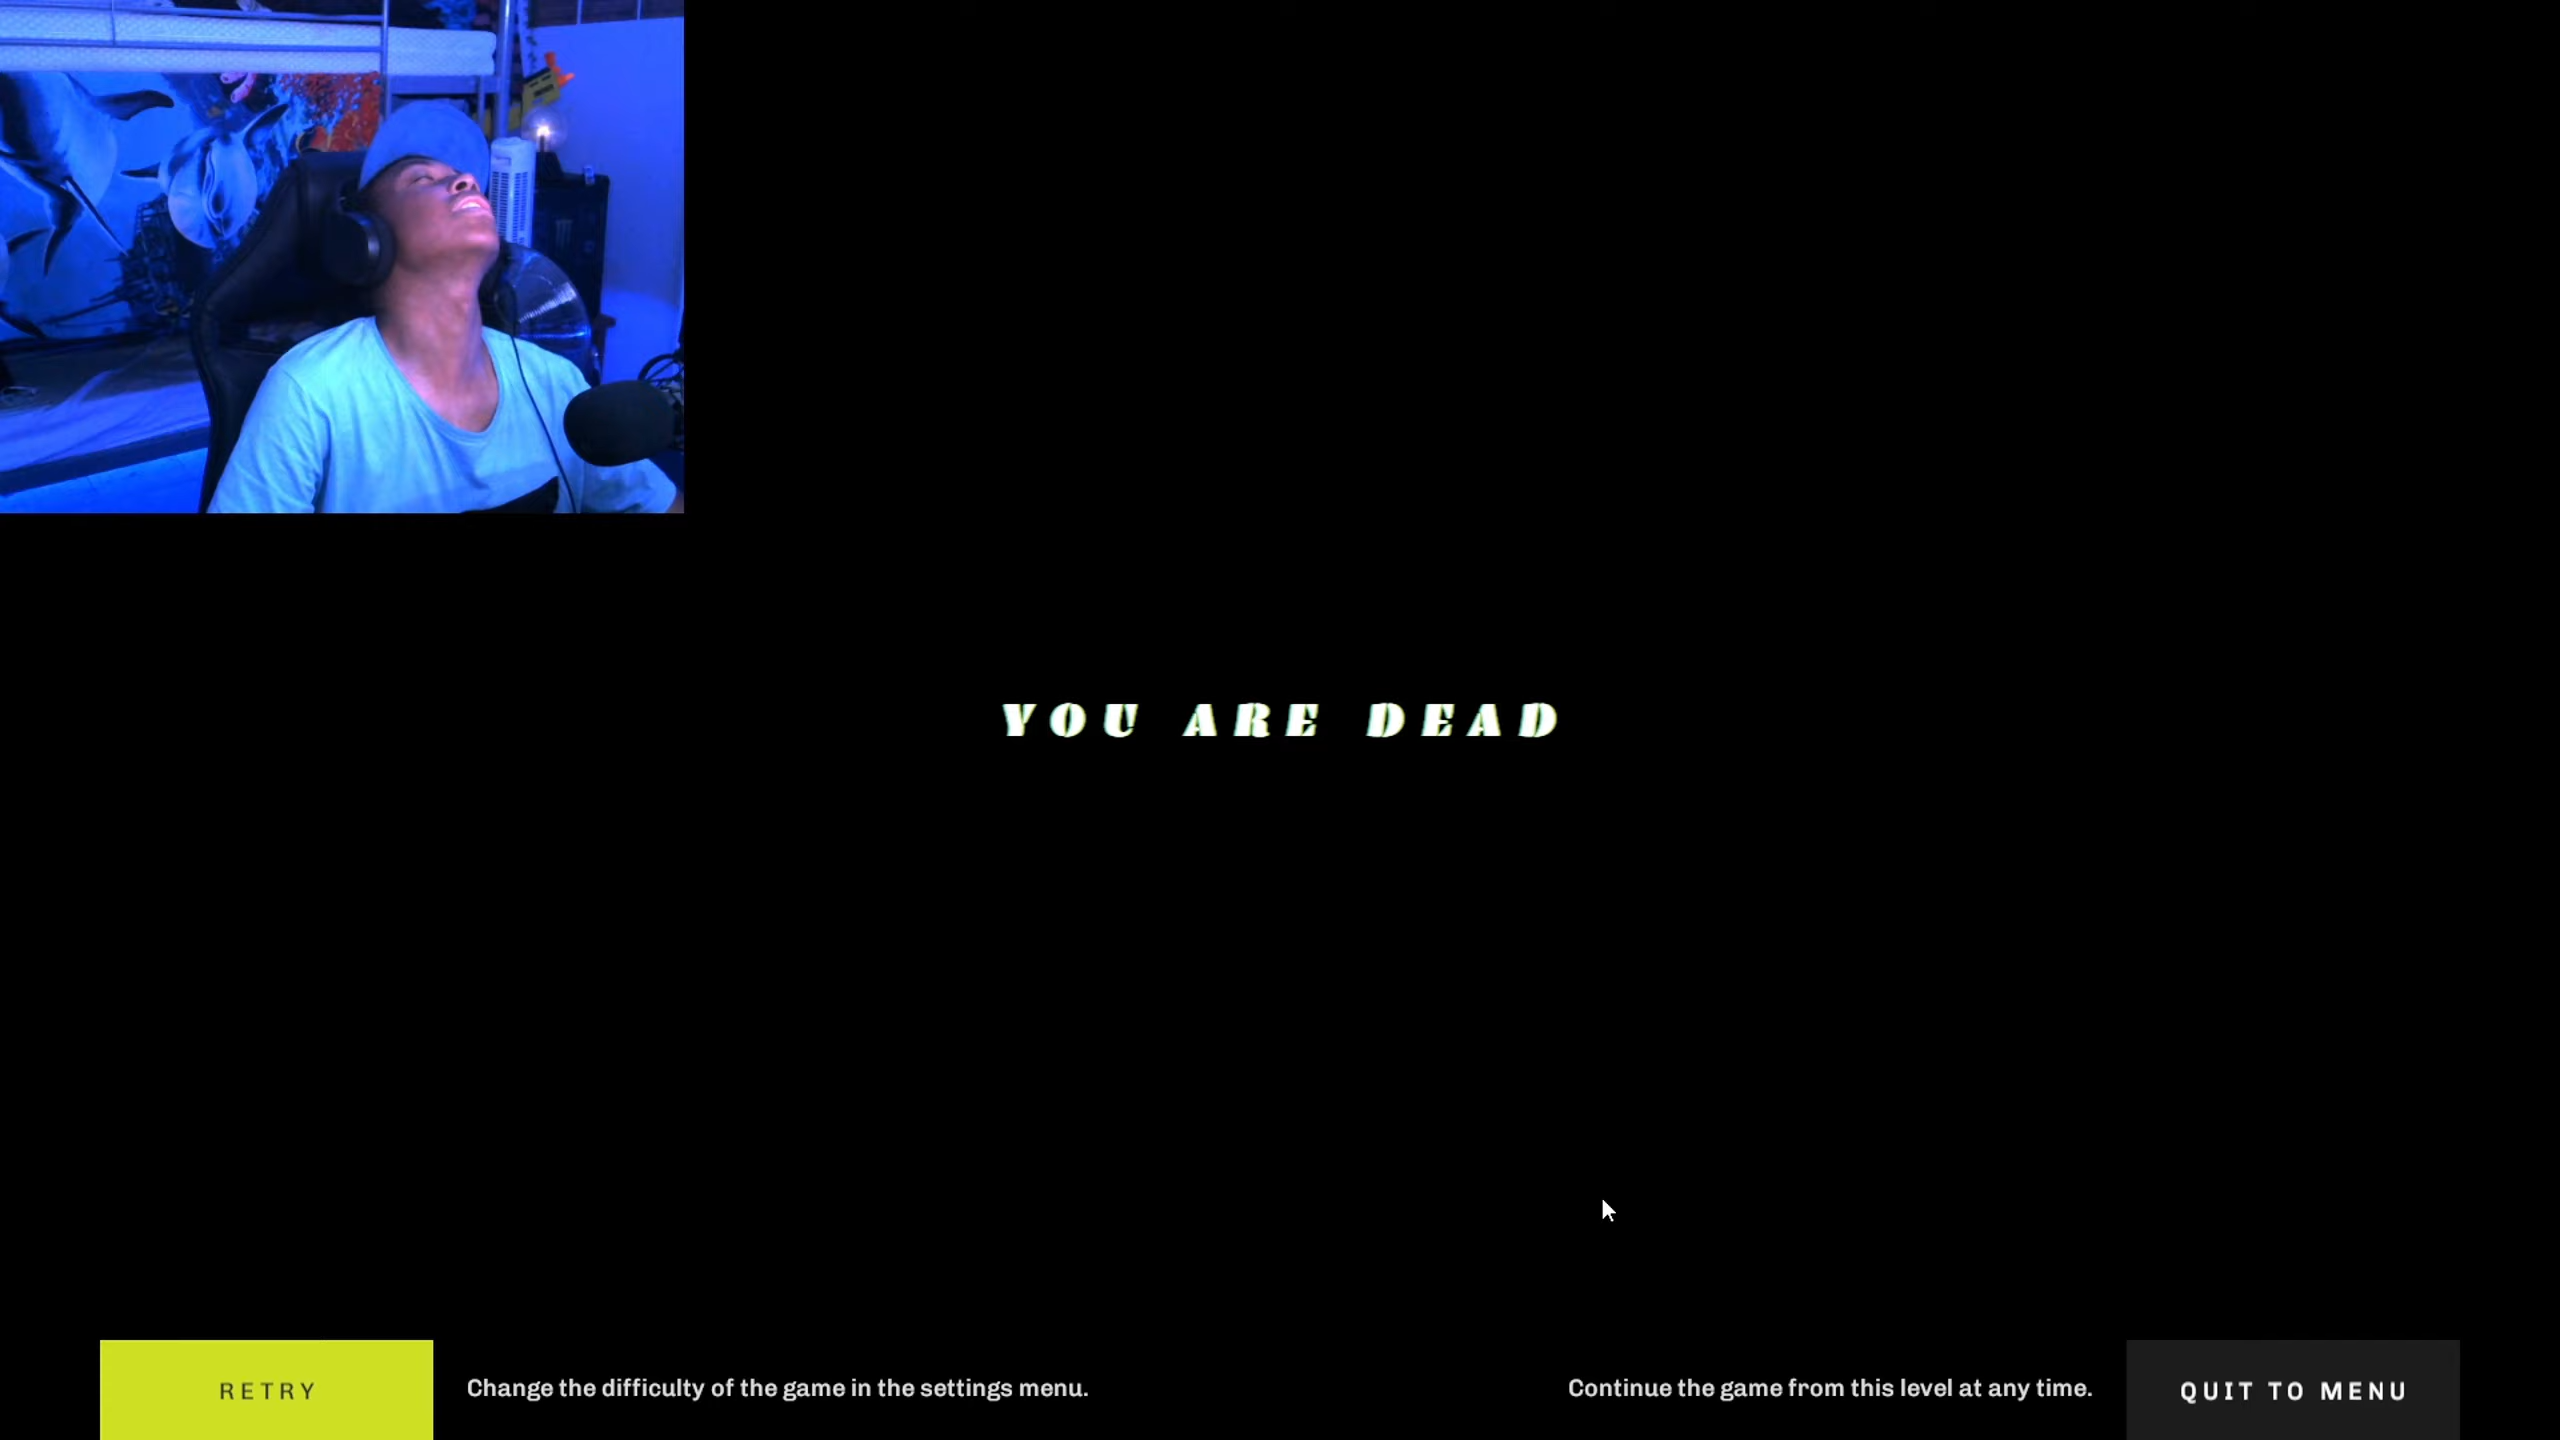 YOU ARE DEAD
RETRY
Change the difficulty of the game in the settings menu.
Continue the game from this level at any time.
QUIT TO MENU